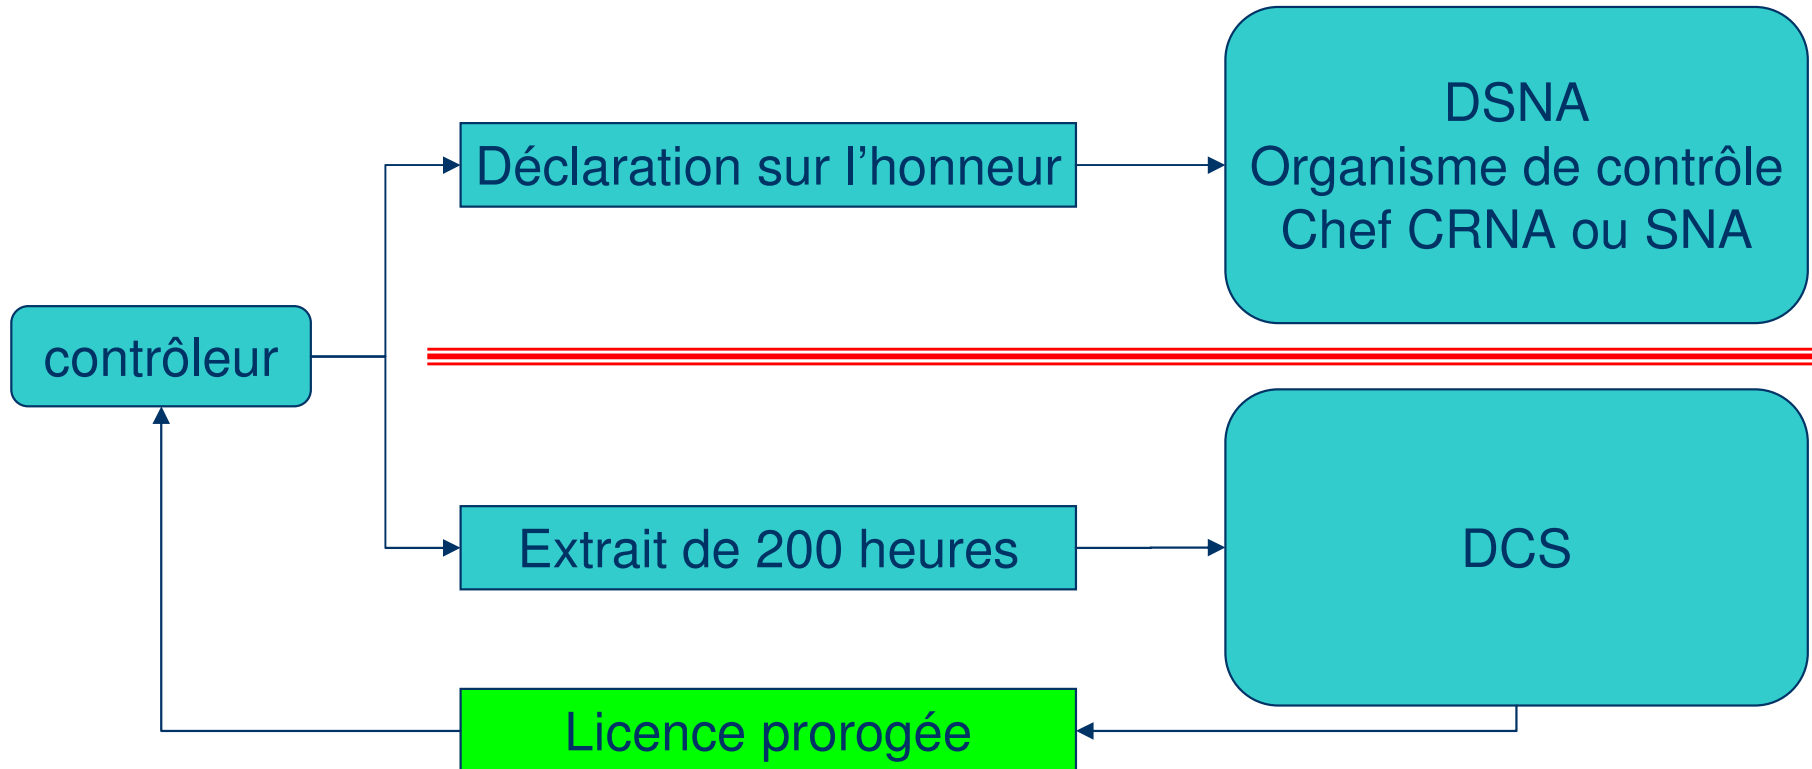 Déclaration sur l’honneur
DSNA
Organisme de contrôle
Chef CRNA ou SNA
contrôleur
Extrait de 200 heures
DCS
Licence prorogée